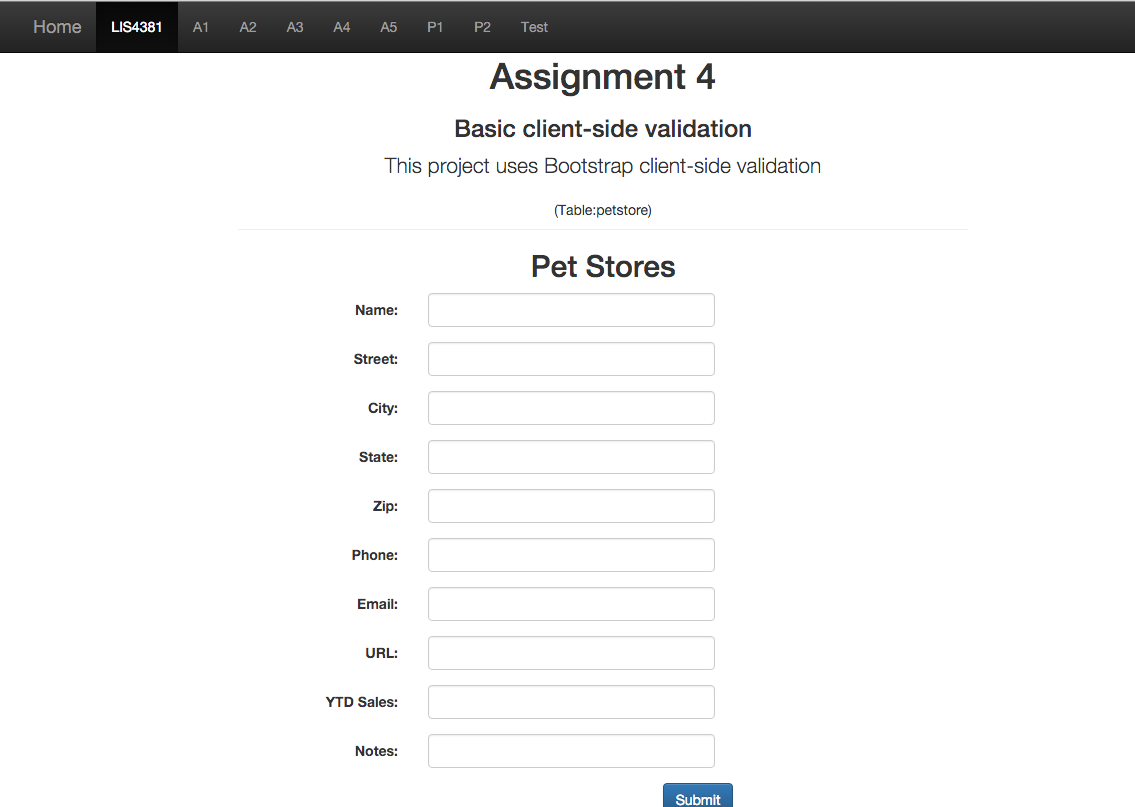 Home LIS4381 A1 A2 A3 A4 A5 P1 P2 Test
Assignment 4
Basic client-side validation
This project uses Bootstrap client-side validation
(Table:petstore)
Pet Stores
Name:
Street:
City:
State:
Zip:
Phone:
Email:
URL:
YTD Sales:
Notes:
Submit